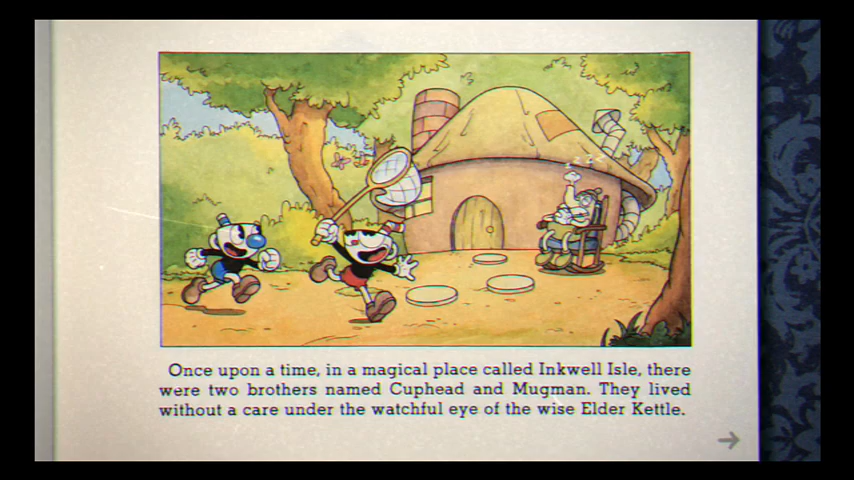 z z z z
Once upon a time, in a magical place called Inkwell Isle, there
were two brothers named Cuphead and Mugman. They lived
without a care under the watchful eye of the wise Elder Kettle.